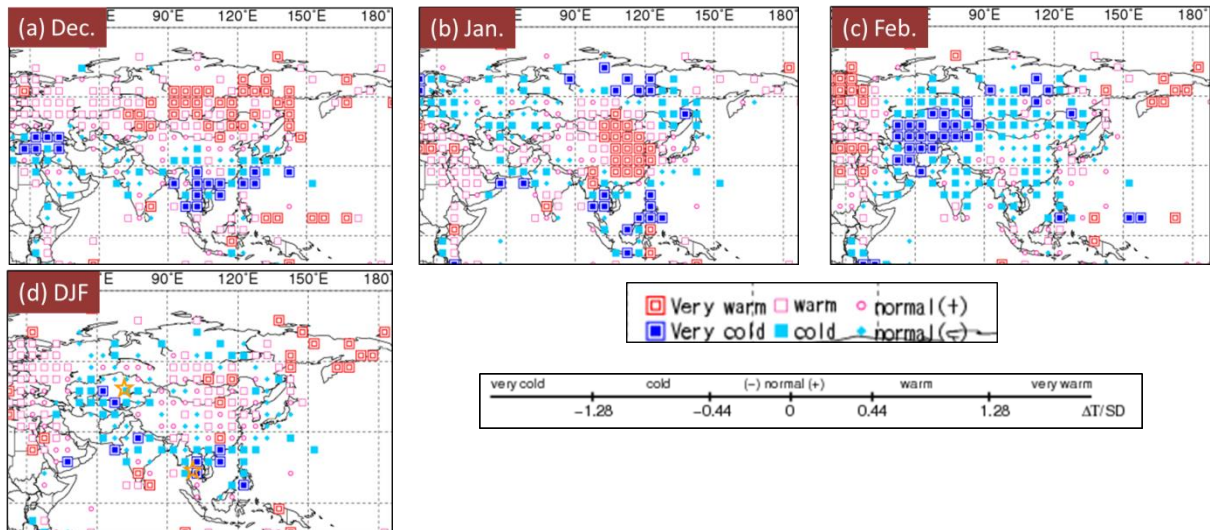 (a) Dec.
90°E 120°E 150°E 180°
(b) Jan.
90°E 120°E 150°E 180°
(c) Feb.
90°E 120°E 150°E 180°
(d) DJF
90°E 120°E 150°E 180°
Very warm warm normal(+)
Very cold cold normal(−)
very cold cold (−) normal (+) warm very warm
−1.28 −0.44 0 0.44 1.28 ΔT/SD